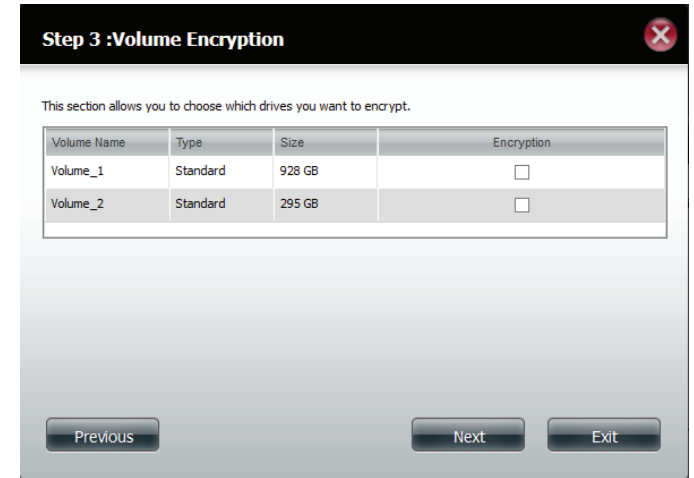 Step 3 :Volume Encryption
This section allows you to choose which drives you want to encrypt.
Volume Name Type Size Encryption
Volume_1 Standard 928 GB
Volume_2 Standard 295 GB
Previous Next Exit